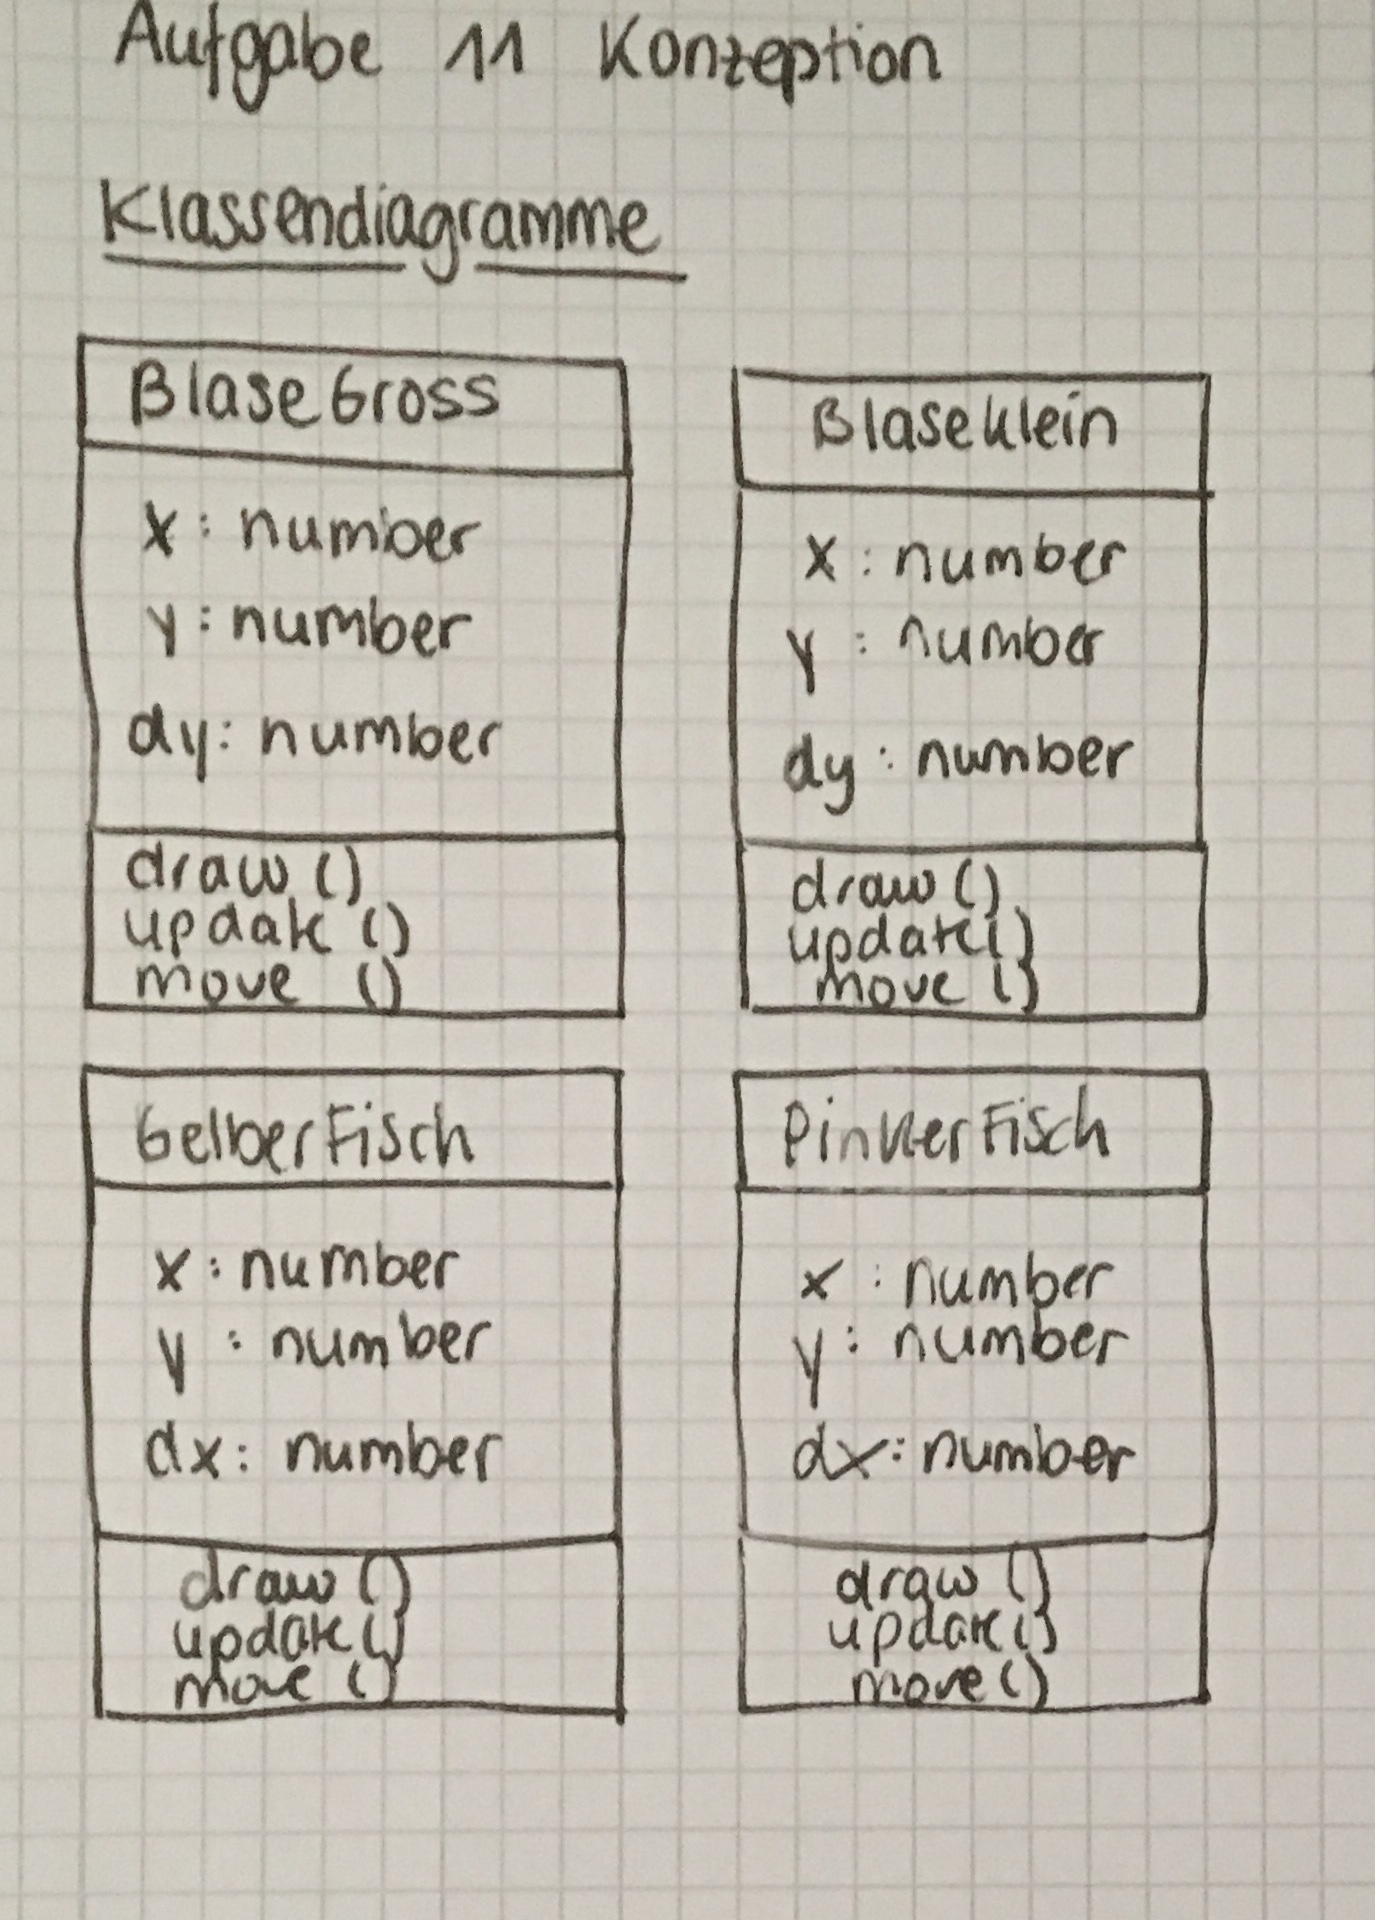 Aufgabe 11 Konzeption
Klassendiagramme
BlaseGross
x: number
y: number
dy: number
draw ()
update ()
move ()
BlaseKlein
x: number
y: number
dy: number
draw ()
update()
move ()
GelberFisch
x: number
y: number
dx: number
draw ()
update()
move ()
PinkerFisch
x: number
y: number
dx: number
draw ()
update()
move ()